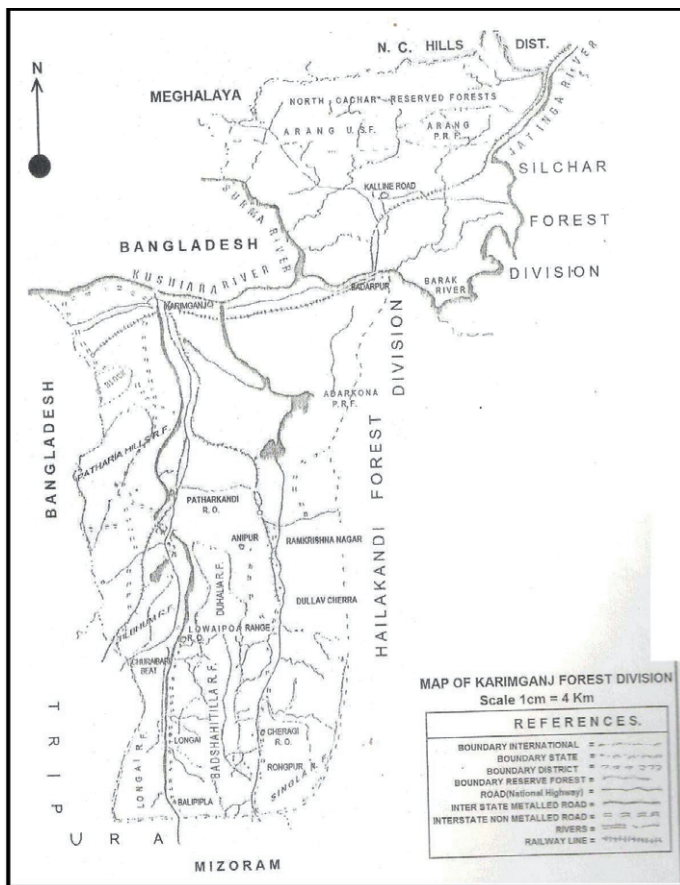 N. C. HILLS DIST.
N
MEGHALAYA
JATINGA RIVER
NORTH CACHAR RESERVED FORESTS
ARANG U.S.F.
ARANG P.R.F.
SILCHAR
KALLINE ROAD
SURMA RIVER
FOREST
BANGLADESH
DIVISION
KUSHIARA RIVER
BADARPUR
BARAK RIVER
KARIMGANJ
HAILAKANDI FOREST DIVISION
BANGLADESH
BLOCK
ADARKONA P.R.F.
PATHARIA HILLS R.F.
PATHARKANDI R.O.
ANIPUR
RAMKRISHNA NAGAR
DUHALIA R.F.
DULLAV CHERRA
TILBHUM R.F.
LOWAIPOA RANGE
R.O.
CHURAIBARI BEAT
MAP OF KARIMGANJ FOREST DIVISION
Scale 1cm = 4 Km
BADSHAHITILLA R.F.
REFERENCES.
TRIPURA
LONGAI R.F.
LONGAI
CHERAGI R.O.
BOUNDARY INTERNATIONAL =
BOUNDARY STATE =
BOUNDARY DISTRICT =
RONGPUR
SINGLA R.
BOUNDARY RESERVE FOREST =
ROAD(National Highway) =
BALIPIPLA
INTER STATE METALLED ROAD =
INTERSTATE NON METALLED ROAD =
RIVERS =
RAILWAY LINE =
MIZORAM